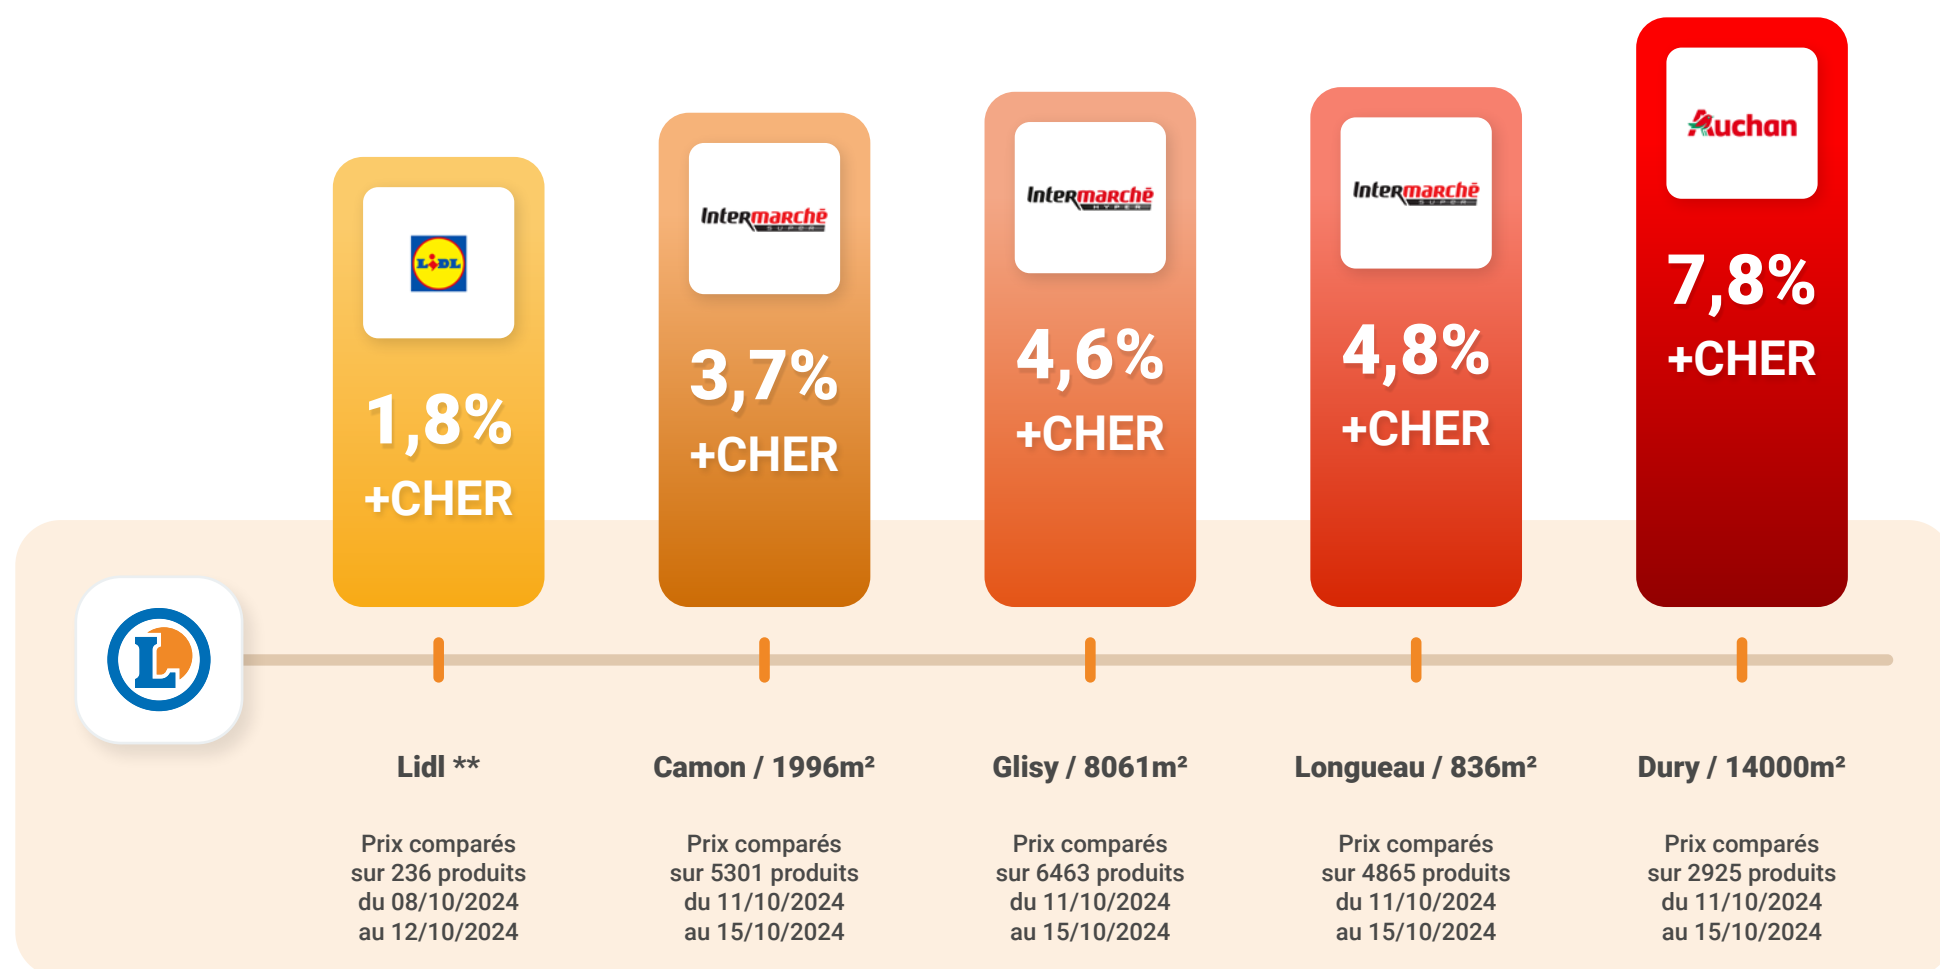 LIDL
1,8%
+CHER
Intermarché
SUPER
3,7%
+CHER
Intermarché
HYPER
4,6%
+CHER
Intermarché
SUPER
4,8%
+CHER
Auchan
7,8%
+CHER
L
Lidl **
Prix comparés
sur 236 produits
du 08/10/2024
au 12/10/2024
Camon / 1996m²
Prix comparés
sur 5301 produits
du 11/10/2024
au 15/10/2024
Glisy / 8061m²
Prix comparés
sur 6463 produits
du 11/10/2024
au 15/10/2024
Longueau / 836m²
Prix comparés
sur 4865 produits
du 11/10/2024
au 15/10/2024
Dury / 14000m²
Prix comparés
sur 2925 produits
du 11/10/2024
au 15/10/2024